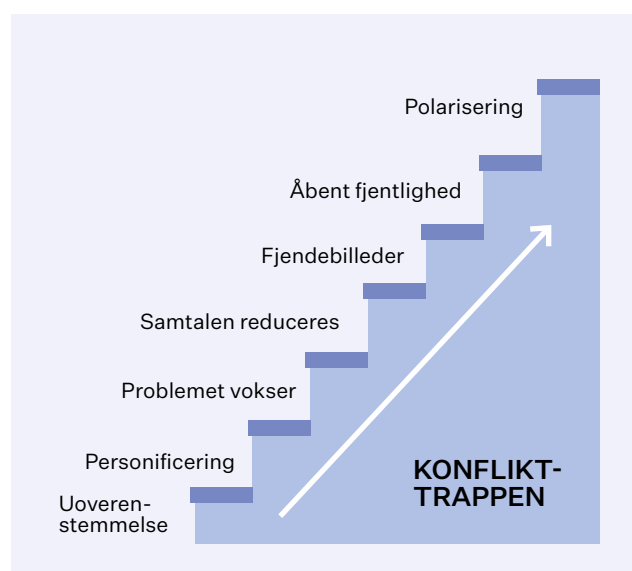 Polarisering
Åbent fjentlighed
Fjendebilleder
Samtalen reduceres
Problemet vokser
Personificering
Uoveren-
stemmelse
KONFLIKT-
TRAPPEN